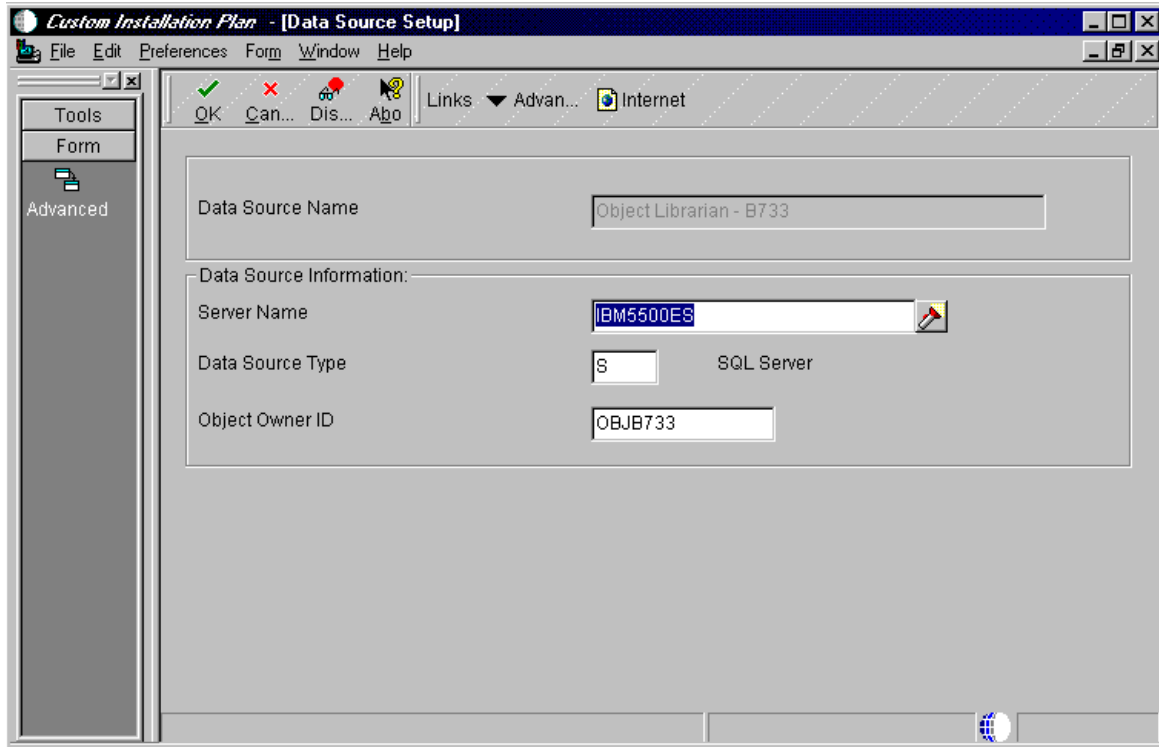 Custom Installation Plan - [Data Source Setup]
File Edit Preferences Form Window Help
Tools
Form
Advanced
OK Can... Dis... Abo Links Advan... Internet
Data Source Name Object Librarian - B733
Data Source Information:
Server Name IBM5500ES
Data Source Type S SQL Server
Object Owner ID OBJB733